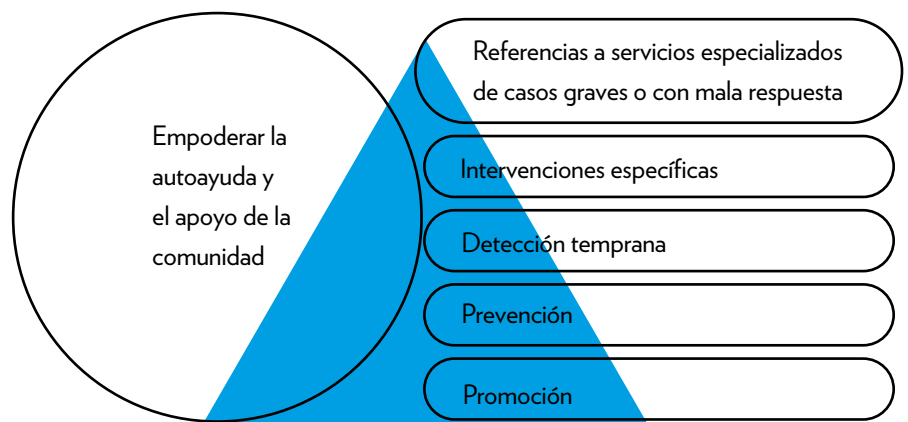 Empoderar la
autoayuda y
el apoyo de la
comunidad
Referencias a servicios especializados
de casos graves o con mala respuesta
Intervenciones específicas
Detección temprana
Prevención
Promoción